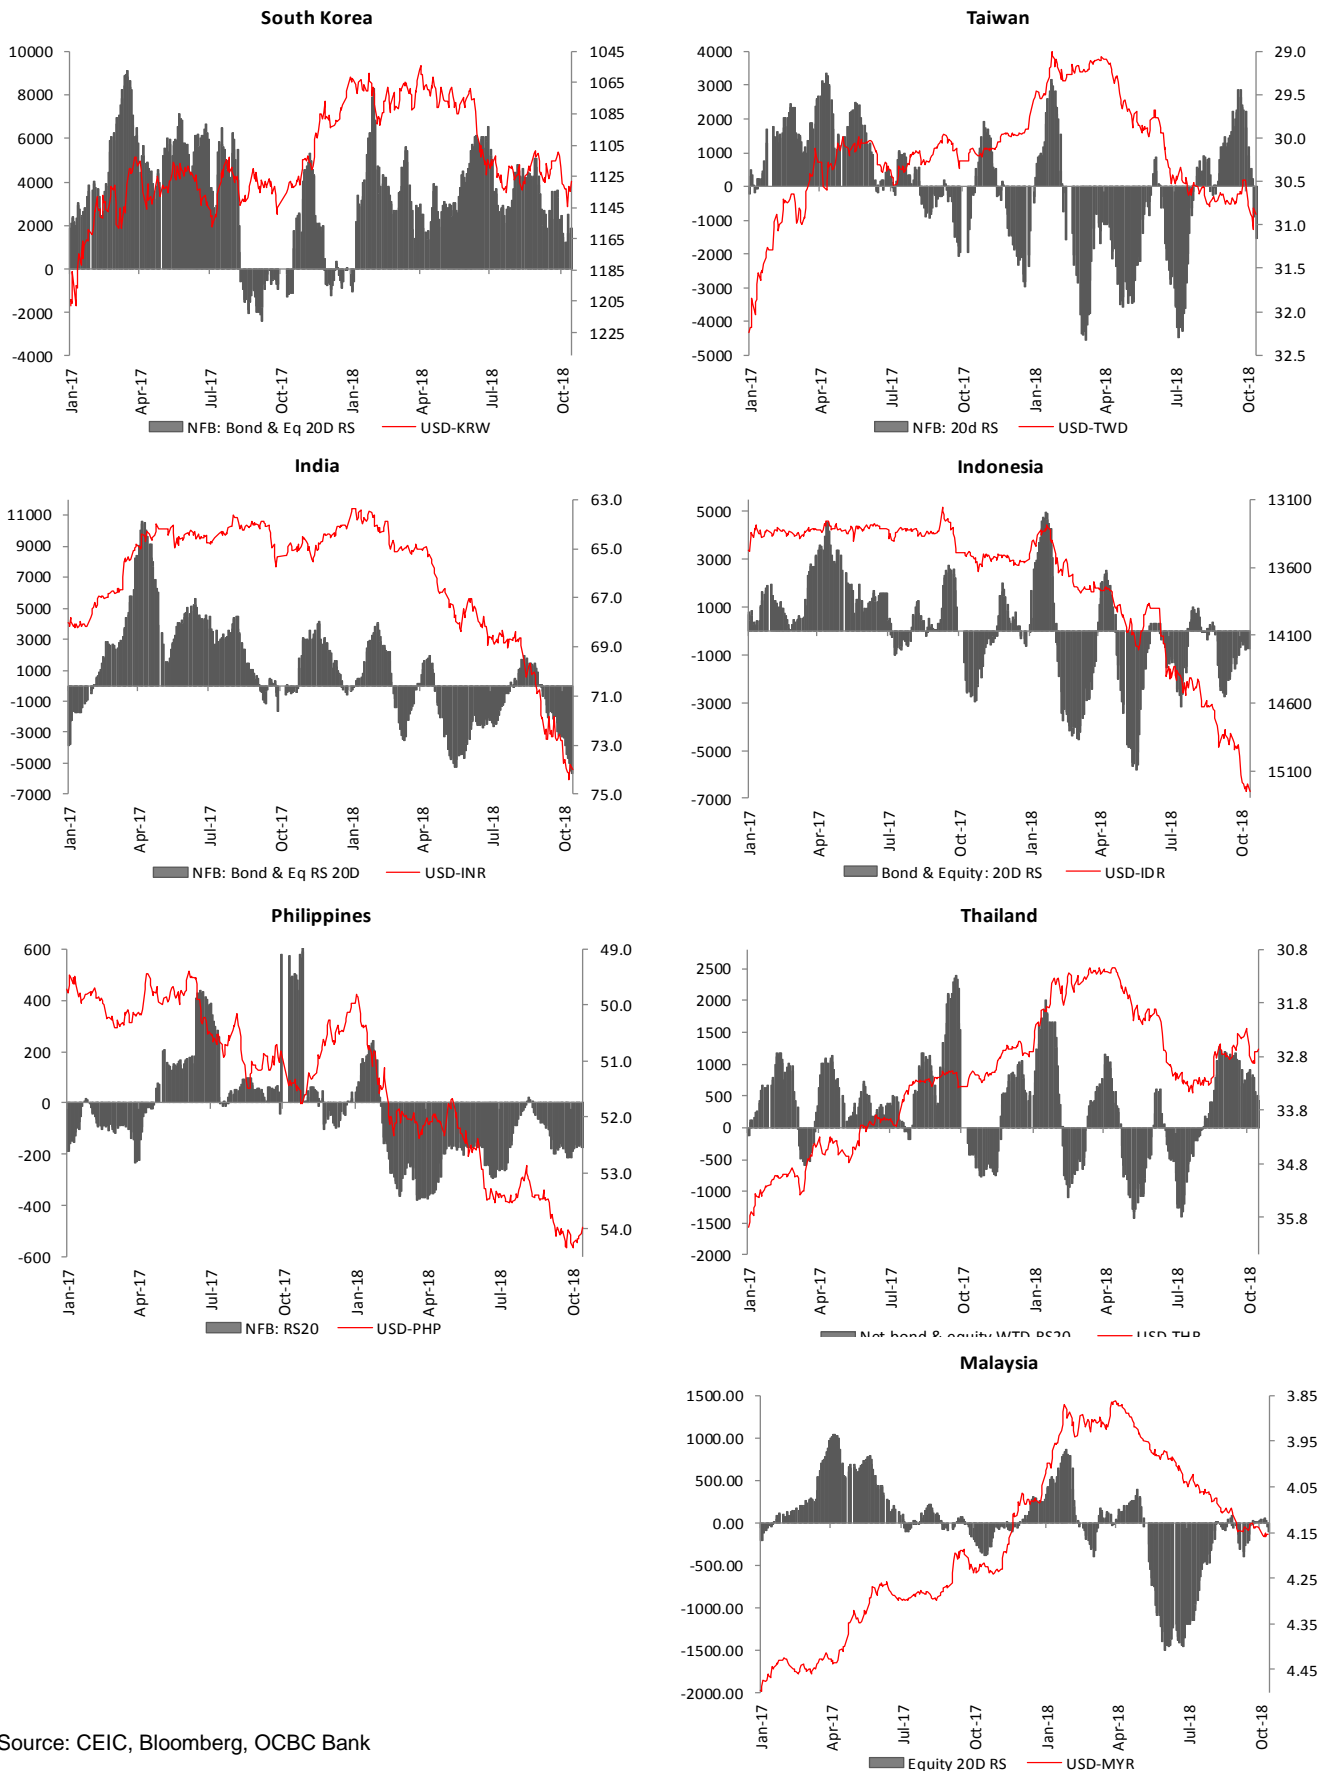 South Korea
10000
8000
6000
4000
2000
0
-2000
-4000
1045
1065
1085
1105
1125
1145
1165
1185
1205
1225
Jan-17
Apr-17
Jul-17
Oct-17
Jan-18
Apr-18
Jul-18
Oct-18
NFB: Bond & Eq 20D RS
USD-KRW
Taiwan
4000
3000
2000
1000
0
-1000
-2000
-3000
-4000
-5000
29.0
29.5
30.0
30.5
31.0
31.5
32.0
32.5
Jan-17
Apr-17
Jul-17
Oct-17
Jan-18
Apr-18
Jul-18
Oct-18
NFB: 20d RS
USD-TWD
India
11000
9000
7000
5000
3000
1000
-1000
-3000
-5000
-7000
63.0
65.0
67.0
69.0
71.0
73.0
75.0
Jan-17
Apr-17
Jul-17
Oct-17
Jan-18
Apr-18
Jul-18
Oct-18
NFB: Bond & Eq RS 20D
USD-INR
Indonesia
5000
3000
1000
-1000
-3000
-5000
-7000
13100
13600
14100
14600
15100
Jan-17
Apr-17
Jul-17
Oct-17
Jan-18
Apr-18
Jul-18
Oct-18
Bond & Equity: 20D RS
USD-IDR
Philippines
600
400
200
0
-200
-400
-600
49.0
50.0
51.0
52.0
53.0
54.0
Jan-17
Apr-17
Jul-17
Oct-17
Jan-18
Apr-18
Jul-18
Oct-18
NFB: RS20
USD-PHP
Thailand
2500
2000
1500
1000
500
0
-500
-1000
-1500
-2000
30.8
31.8
32.8
33.8
34.8
35.8
Jan-17
Apr-17
Jul-17
Oct-17
Jan-18
Apr-18
Jul-18
Oct-18
Net bond & equity WTD RS20
USD-THB
Malaysia
1500.00
1000.00
500.00
0.00
-500.00
-1000.00
-1500.00
-2000.00
3.85
3.95
4.05
4.15
4.25
4.35
4.45
Jan-17
Apr-17
Jul-17
Oct-17
Jan-18
Apr-18
Jul-18
Oct-18
Equity 20D RS
USD-MYR
Source: CEIC, Bloomberg, OCBC Bank